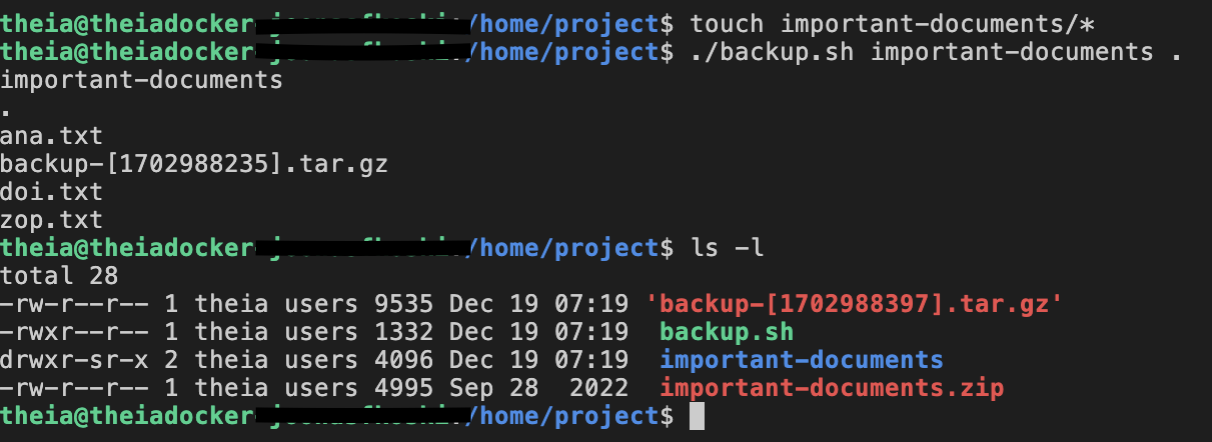 theia@theiadocker- /home/project$ touch important-documents/*
theia@theiadocker- /home/project$ ./backup.sh important-documents .
important-documents
.
ana.txt
backup-[1702988235].tar.gz
doi.txt
zop.txt
theia@theiadocker- /home/project$ ls -l
total 28
-rw-r--r-- 1 theia users 9535 Dec 19 07:19 'backup-[1702988397].tar.gz'
-rwxr--r-- 1 theia users 1332 Dec 19 07:19 backup.sh
drwxr-sr-x 2 theia users 4096 Dec 19 07:19 important-documents
-rw-r--r-- 1 theia users 4995 Sep 28  2022 important-documents.zip
theia@theiadocker- /home/project$